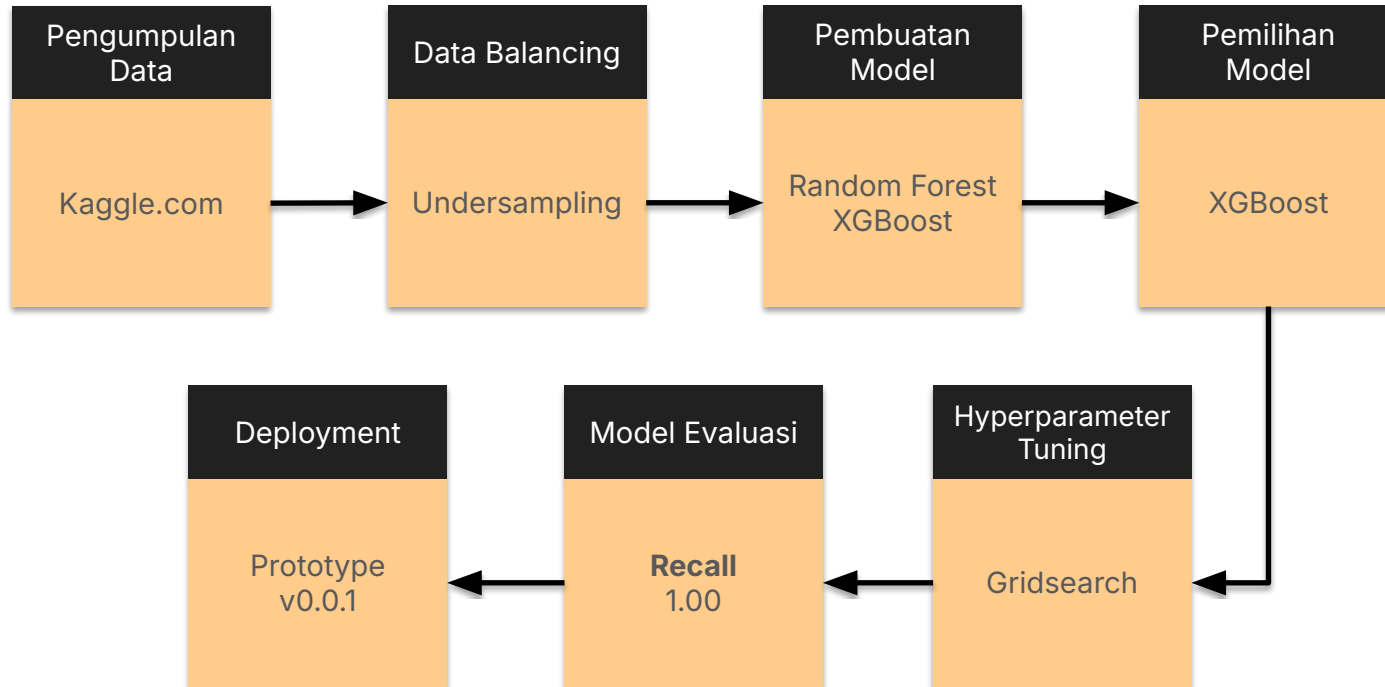 Pengumpulan
Data
Kaggle.com
Data Balancing
Undersampling
Pembuatan
Model
Random Forest
XGBoost
Pemilihan
Model
XGBoost
Hyperparameter
Tuning
Gridsearch
Model Evaluasi
Recall
1.00
Deployment
Prototype
v0.0.1